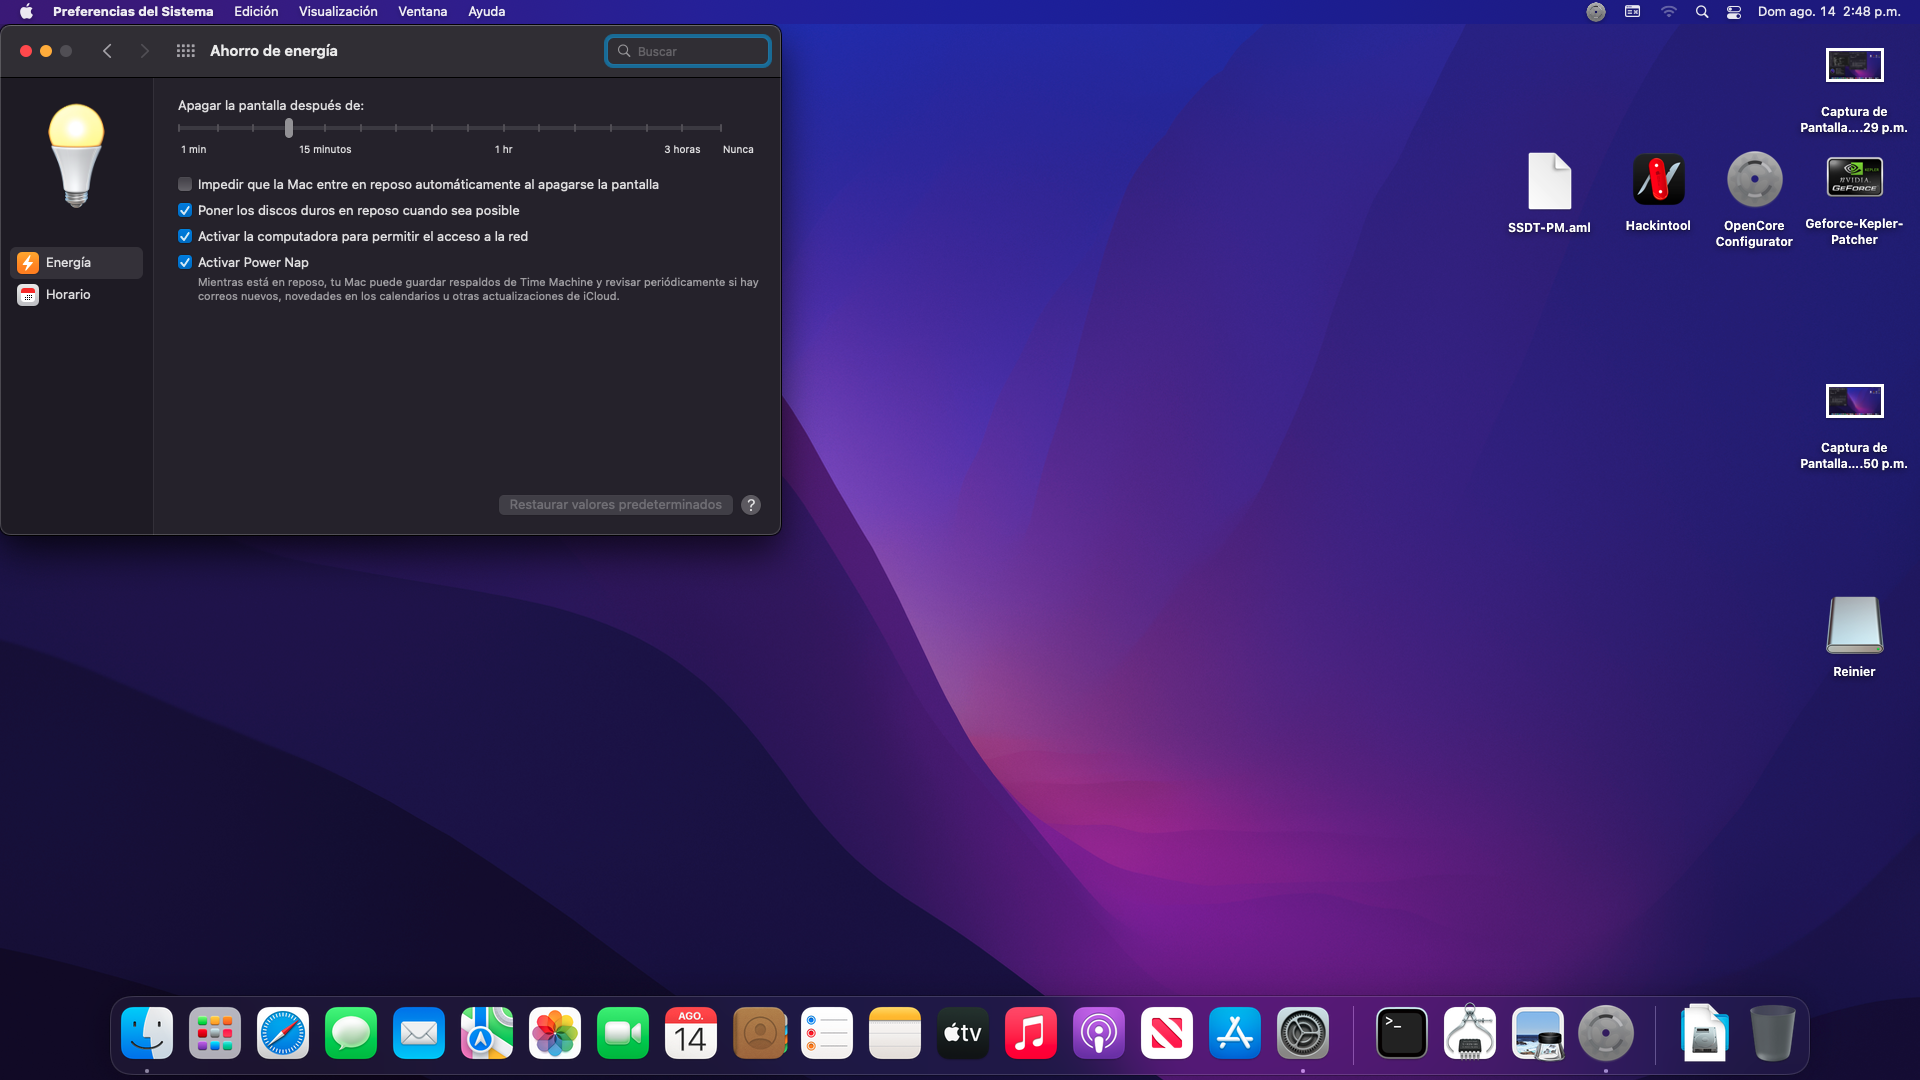 Preferencias del Sistema Edición Visualización Ventana Ayuda Dom ago. 14 2:48 p.m.
Ahorro de energía
Buscar
Apagar la pantalla después de:
1 min 15 minutos 1 hr 3 horas Nunca
Impedir que la Mac entre en reposo automáticamente al apagarse la pantalla
Poner los discos duros en reposo cuando sea posible
Activar la computadora para permitir el acceso a la red
Activar Power Nap
Mientras está en reposo, tu Mac puede guardar respaldos de Time Machine y revisar periódicamente si hay
correos nuevos, novedades en los calendarios u otras actualizaciones de iCloud.
Energía
Horario
Restaurar valores predeterminados ?
Captura de
Pantalla....29 p.m.
SSDT-PM.aml
Hackintool
OpenCore
Configurator
NVIDIA
GEFORCE
Geforce-Kepler-
Patcher
Captura de
Pantalla....50 p.m.
Reinier
AGO.
14
tv
>_